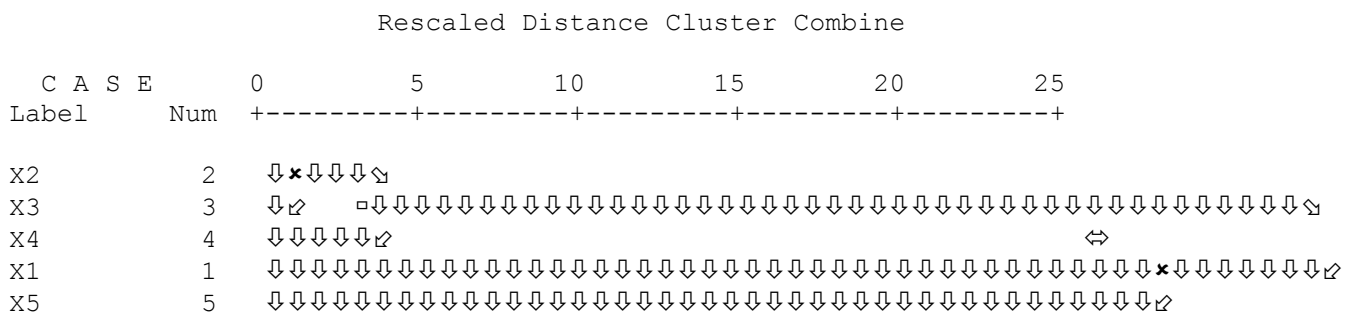 Rescaled Distance Cluster Combine
C A S E 0 5 10 15 20 25
Label Num +---------+---------+---------+---------+---------+
X2 2 ⇩×⇩⇩⇩⬂
X3 3 ⇩⬃ ▫⇩⇩⇩⇩⇩⇩⇩⇩⇩⇩⇩⇩⇩⇩⇩⇩⇩⇩⇩⇩⇩⇩⇩⇩⇩⇩⇩⇩⇩⇩⇩⇩⇩⇩⇩⇩⇩⇩⇩⇩⇩⇩⇩⬂
X4 4 ⇩⇩⇩⇩⇩⬃ ⬄
X1 1 ⇩⇩⇩⇩⇩⇩⇩⇩⇩⇩⇩⇩⇩⇩⇩⇩⇩⇩⇩⇩⇩⇩⇩⇩⇩⇩⇩⇩⇩⇩⇩⇩⇩⇩⇩⇩⇩⇩⇩⇩⇩×⇩⇩⇩⇩⇩⇩⇩⬃
X5 5 ⇩⇩⇩⇩⇩⇩⇩⇩⇩⇩⇩⇩⇩⇩⇩⇩⇩⇩⇩⇩⇩⇩⇩⇩⇩⇩⇩⇩⇩⇩⇩⇩⇩⇩⇩⇩⇩⇩⇩⇩⇩⬃